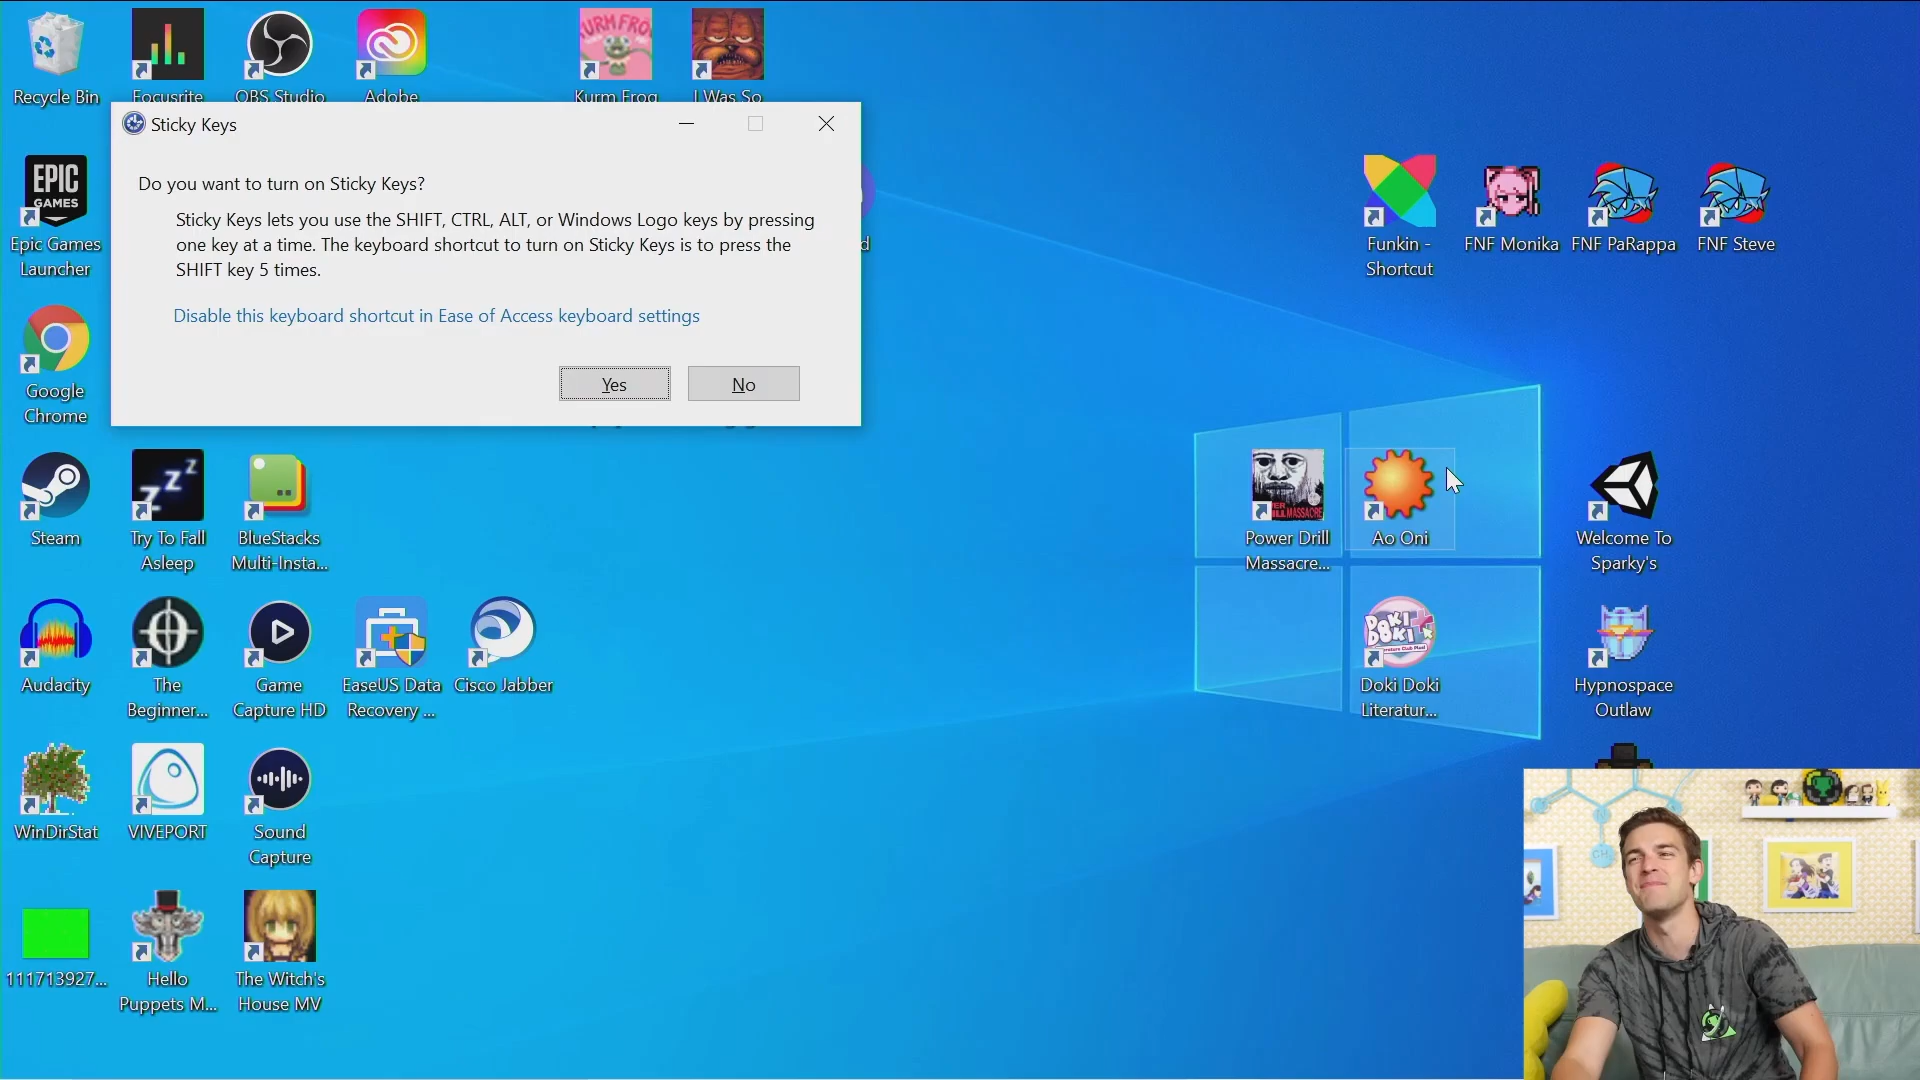 Recycle Bin
Focusrite
OBS Studio
Adobe
Kurm Frog
I Was So
Sticky Keys
Do you want to turn on Sticky Keys?
Sticky Keys lets you use the SHIFT, CTRL, ALT, or Windows Logo keys by pressing
one key at a time. The keyboard shortcut to turn on Sticky Keys is to press the
SHIFT key 5 times.
Disable this keyboard shortcut in Ease of Access keyboard settings
Yes
No
EPIC
GAMES
Epic Games
Launcher
d
Funkin -
Shortcut
FNF Monika
FNF PaRappa
FNF Steve
Google
Chrome
Steam
z
z
z
Try To Fall
Asleep
BlueStacks
Multi-Insta...
Power Drill
Massacre...
Ao Oni
Welcome To
Sparky's
Audacity
The
Beginner...
Game
Capture HD
EaseUS Data
Recovery ...
Cisco Jabber
DOKI
DOKI
Doki Doki
Literatur...
Hypnospace
Outlaw
WinDirStat
VIVEPORT
Sound
Capture
111713927...
Hello
Puppets M...
The Witch's
House MV